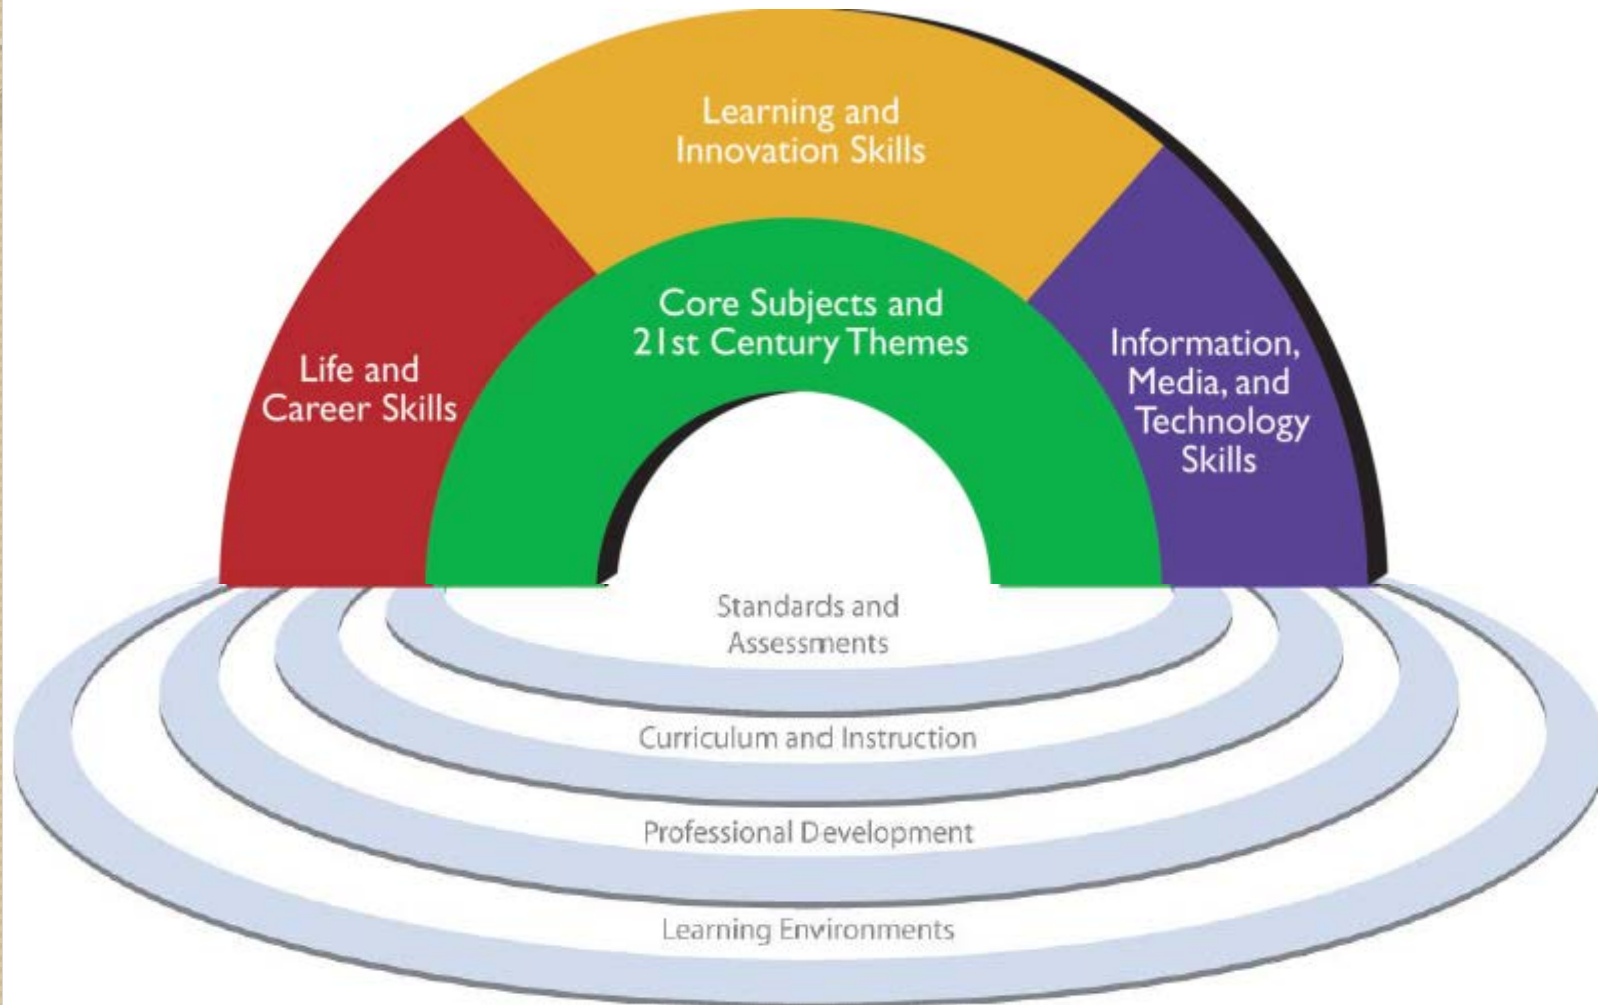 Learning and
Innovation Skills
Core Subjects and
21st Century Themes
Life and
Career Skills
Information,
Media, and
Technology
Skills
Standards and
Assessments
Curriculum and Instruction
Professional Development
Learning Environments